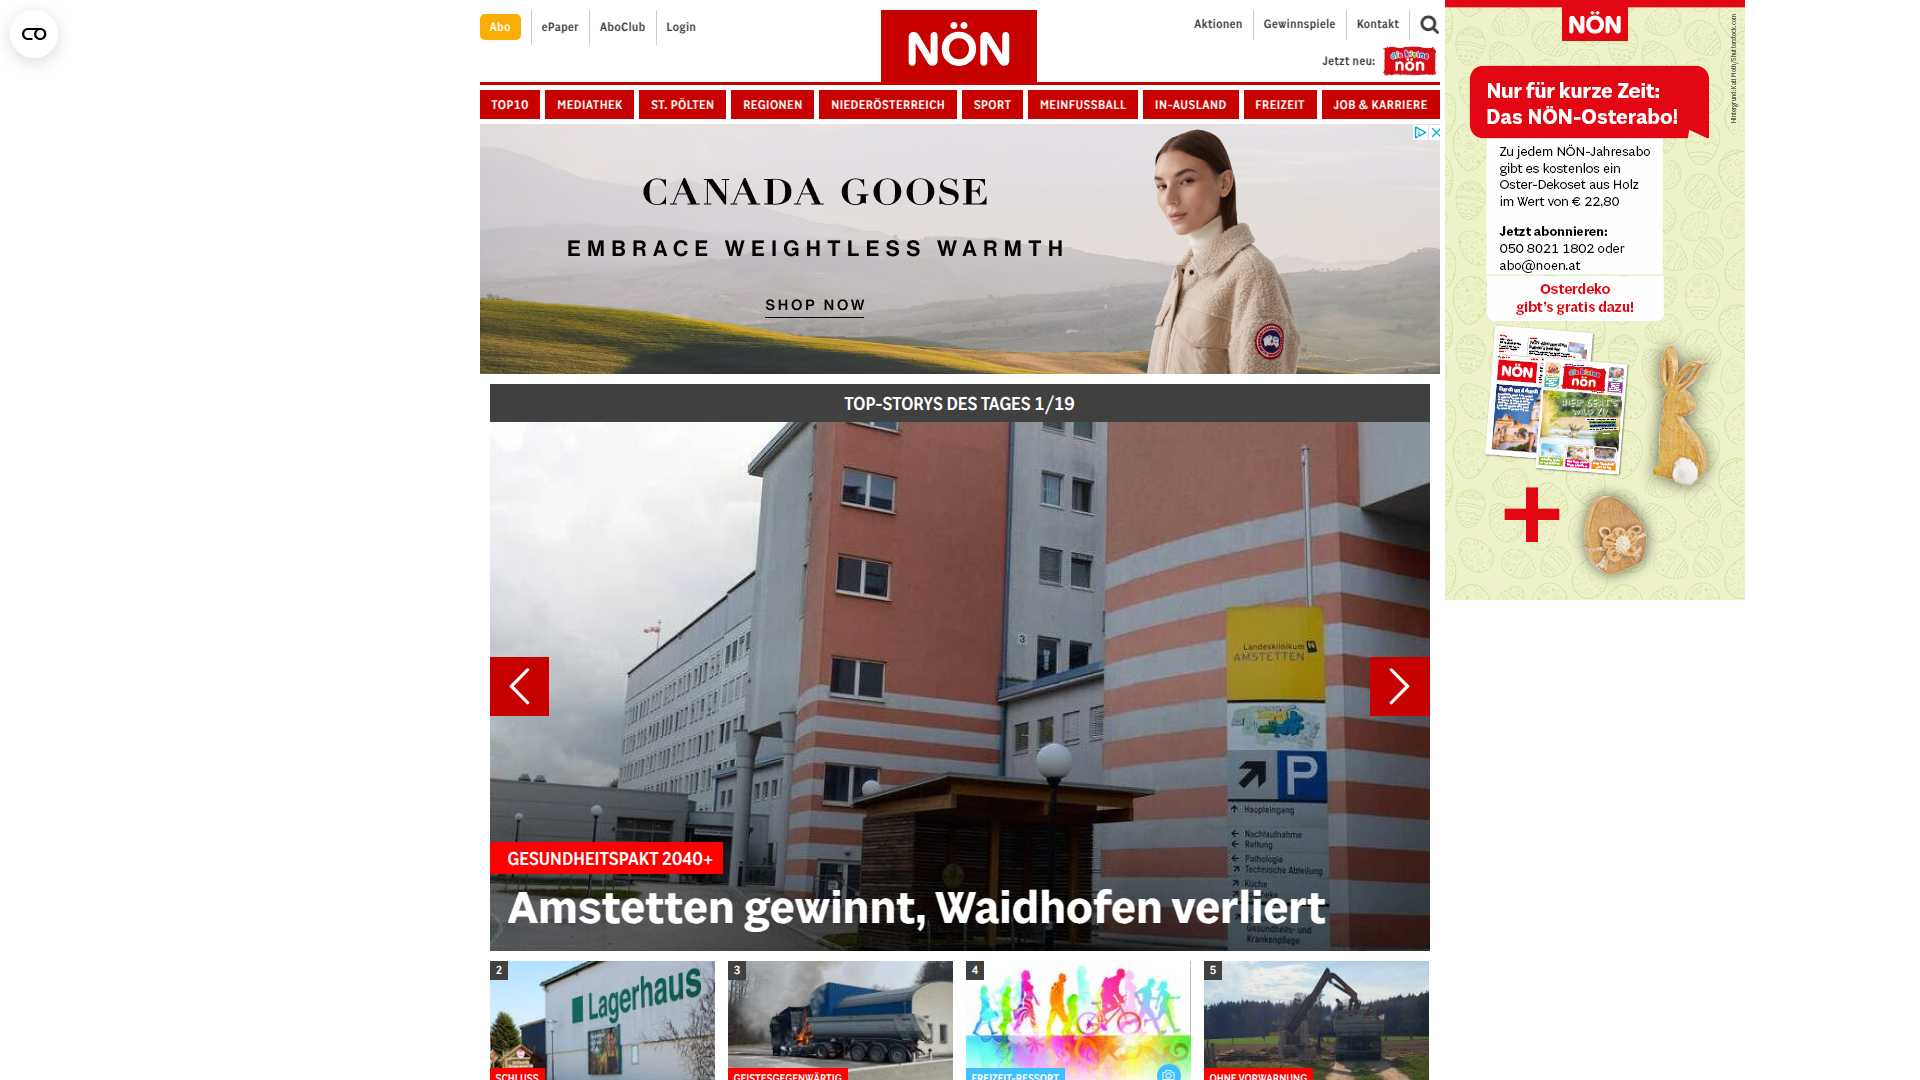 Abo
ePaper
AboClub
Login
NÖN
Aktionen
Gewinnspiele
Kontakt
Jetzt neu:
die kleine
nön
TOP10
MEDIATHEK
ST. PÖLTEN
REGIONEN
NIEDERÖSTERREICH
SPORT
MEINFUSSBALL
IN-AUSLAND
FREIZEIT
JOB & KARRIERE
CANADA GOOSE
EMBRACE WEIGHTLESS WARMTH
SHOP NOW
TOP-STORYS DES TAGES 1/19
3
Landesklinikum
AMSTETTEN
P
Haupteingang
Nachtaufnahme
Rettung
Pathologie
Technische Abteilung
Küche
Gesundheits- und
Krankenpflege
GESUNDHEITSPAKT 2040+
Amstetten gewinnt, Waidhofen verliert
2
Lagerhaus
SCHLUSS
3
GEISTESGEGENWÄRTIG
4
FREIZEIT-RESSORT
5
OHNE VORWARNUNG
NÖN
Nur für kurze Zeit:
Das NÖN-Osterabo!
Zu jedem NÖN-Jahresabo
gibt es kostenlos ein
Oster-Dekoset aus Holz
im Wert von € 22,80
Jetzt abonnieren:
050 8021 1802 oder
abo@noen.at
Osterdeko
gibt's gratis dazu!
NÖN
die kleine
nön
+